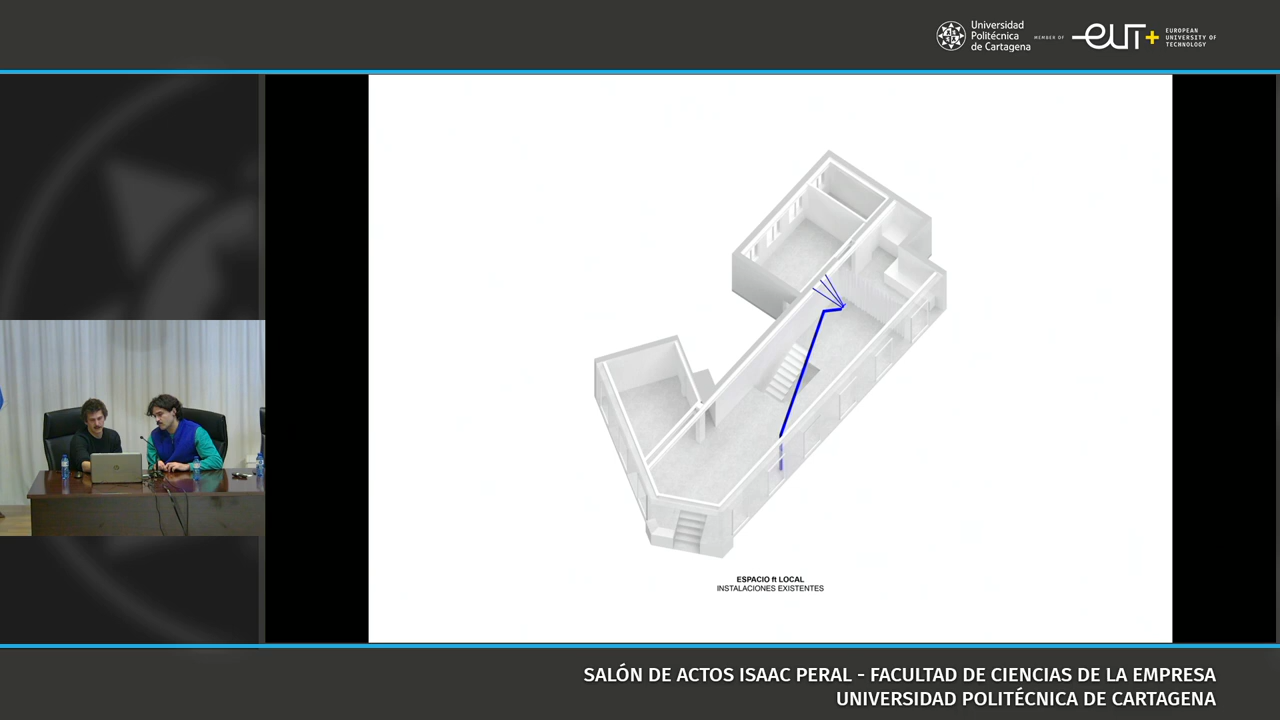 Universidad
Politécnica
de Cartagena
MEMBER OF
EUT+
EUROPEAN
UNIVERSITY OF
TECHNOLOGY
ESPACIO ft LOCAL
INSTALACIONES EXISTENTES
SALÓN DE ACTOS ISAAC PERAL - FACULTAD DE CIENCIAS DE LA EMPRESA
UNIVERSIDAD POLITÉCNICA DE CARTAGENA